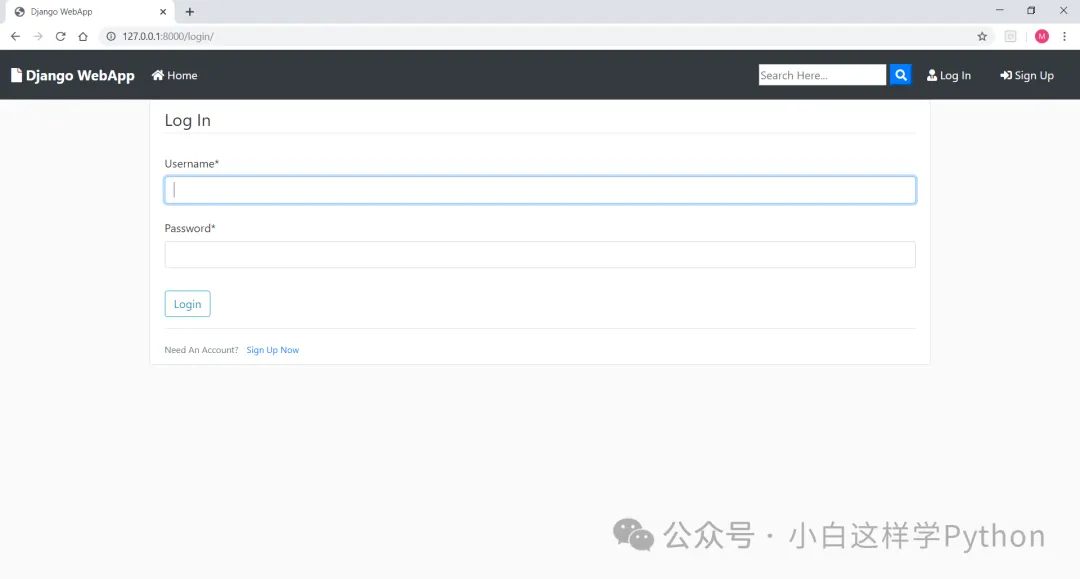 Django WebApp
127.0.0.1:8000/login/
M
Django WebApp Home Search Here... Log In Sign Up
Log In
Username*
Password*
Login
Need An Account? Sign Up Now
公众号 · 小白这样学Python